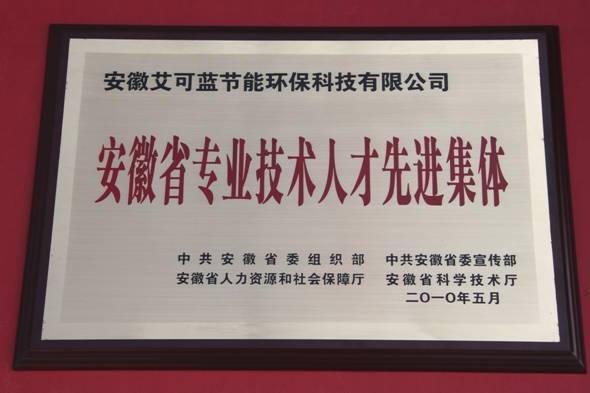 安徽艾可蓝节能环保科技有限公司
安徽省专业技术人才先进集体
中共安徽省委组织部 中共安徽省委宣传部
安徽省人力资源和社会保障厅 安徽省科学技术厅
二〇一〇年五月